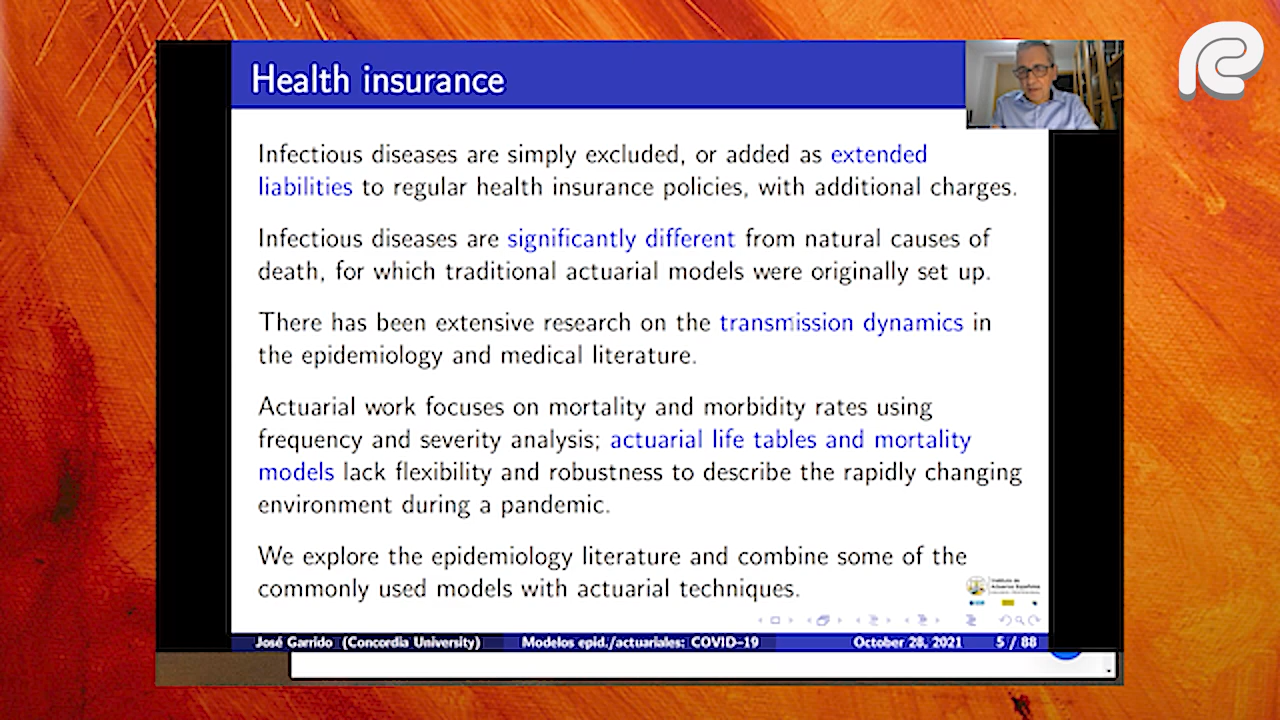 Health insurance
Infectious diseases are simply excluded, or added as extended
liabilities to regular health insurance policies, with additional charges.
Infectious diseases are significantly different from natural causes of
death, for which traditional actuarial models were originally set up.
There has been extensive research on the transmission dynamics in
the epidemiology and medical literature.
Actuarial work focuses on mortality and morbidity rates using
frequency and severity analysis; actuarial life tables and mortality
models lack flexibility and robustness to describe the rapidly changing
environment during a pandemic.
We explore the epidemiology literature and combine some of the
commonly used models with actuarial techniques.
José Garrido (Concordia University) Modelos epid./actuariales: COVID–19 October 28, 2021 5 / 88